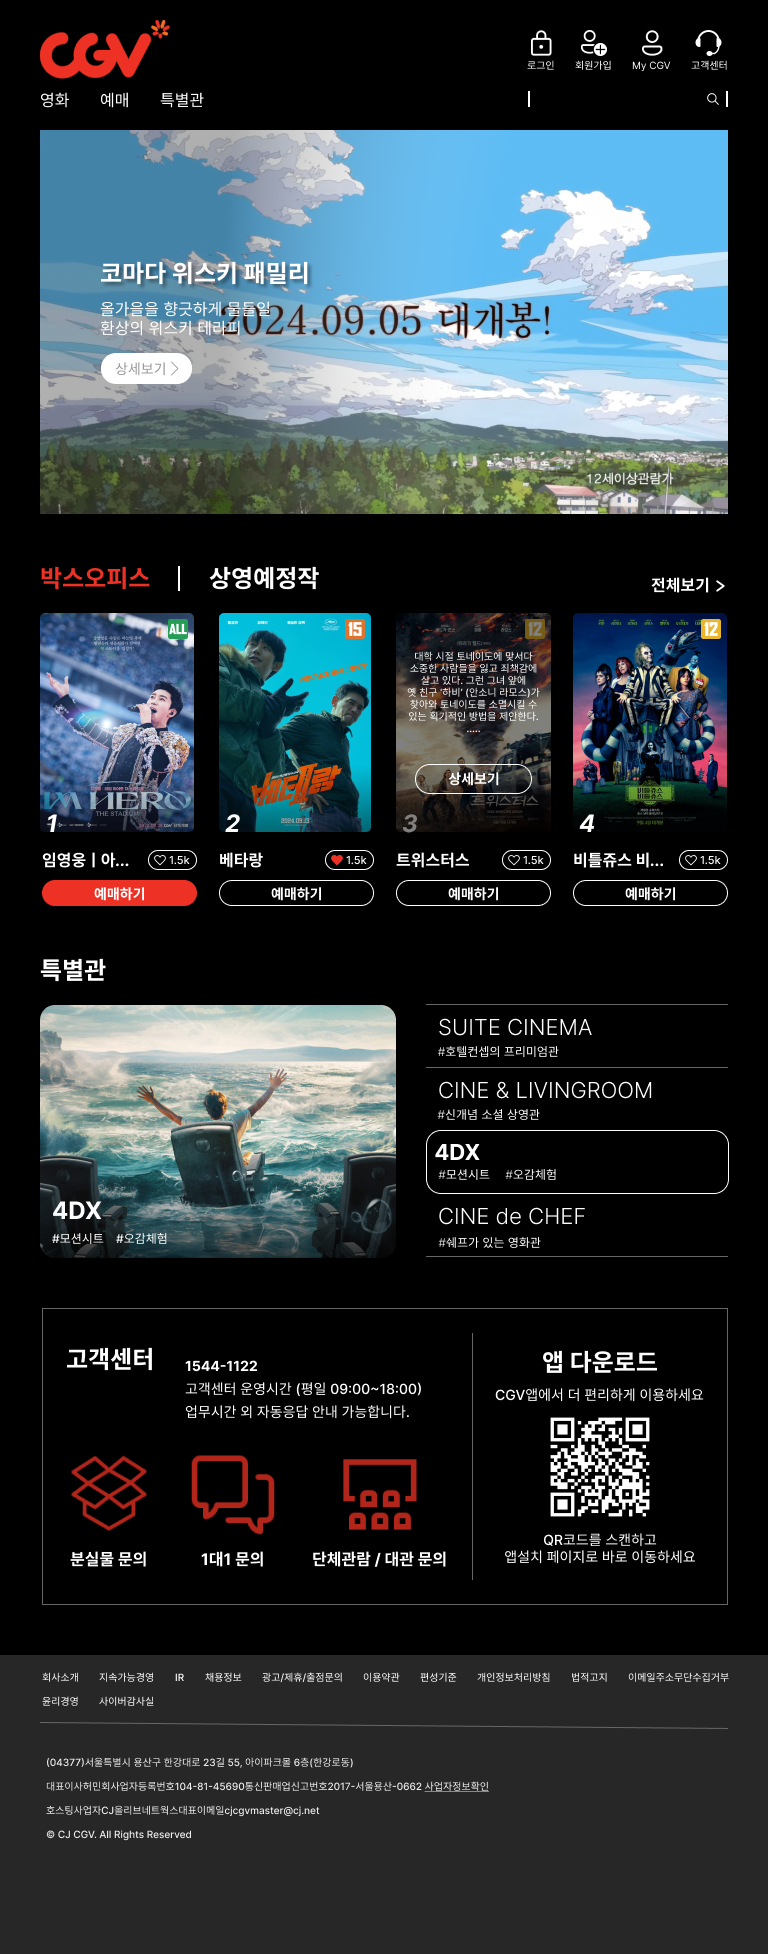 CGV
로그인
회원가입
My CGV
고객센터
영화 예매 특별관
코마다 위스키 패밀리
올가을을 향긋하게 물들일
환상의 위스키 테라피
2024.09.05 대개봉!
상세보기
12세이상관람가
박스오피스 | 상영예정작
전체보기 >
ALL
IM HERO
THE STADIUM
1
15
베테랑
2
12
대학 시절 토네이도에 맞서다
소중한 사람들을 잃고 죄책감에
살고 있다. 그런 그녀 앞에
옛 친구 '하비' (안소니 라모스)가
찾아와 토네이도를 소멸시킬 수
있는 획기적인 방법을 제안한다.
.....
상세보기
트위스터스
3
12
비틀쥬스
비틀쥬스
4
임영웅 | 아...
1.5k
베타랑
1.5k
트위스터스
1.5k
비틀쥬스 비...
1.5k
예매하기
예매하기
예매하기
예매하기
특별관
4DX
#모션시트 #오감체험
SUITE CINEMA
#호텔컨셉의 프리미엄관
CINE & LIVINGROOM
#신개념 소셜 상영관
4DX
#모션시트 #오감체험
CINE de CHEF
#쉐프가 있는 영화관
고객센터
1544-1122
고객센터 운영시간 (평일 09:00~18:00)
업무시간 외 자동응답 안내 가능합니다.
분실물 문의
1대1 문의
단체관람 / 대관 문의
앱 다운로드
CGV앱에서 더 편리하게 이용하세요
QR코드를 스캔하고
앱설치 페이지로 바로 이동하세요
회사소개 지속가능경영 IR 채용정보 광고/제휴/출점문의 이용약관 편성기준 개인정보처리방침 법적고지 이메일주소무단수집거부
윤리경영 사이버감사실
(04377)서울특별시 용산구 한강대로 23길 55, 아이파크몰 6층(한강로동)
대표이사허민회사업자등록번호104-81-45690통신판매업신고번호2017-서울용산-0662 사업자정보확인
호스팅사업자CJ올리브네트웍스대표이메일cjcgvmaster@cj.net
© CJ CGV. All Rights Reserved